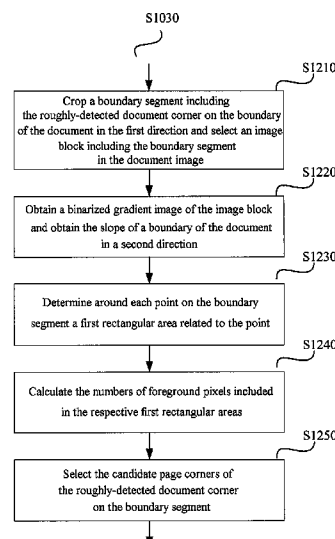 S1030
S1210
Crop a boundary segment including
the roughly-detected document corner on the boundary
of the document in the first direction and select an image
block including the boundary segment
in the document image
S1220
Obtain a binarized gradient image of the image block
and obtain the slope of a boundary of the document
in a second direction
S1230
Determine around each point on the boundary
segment a first rectangular area related to the point
S1240
Calculate the numbers of foreground pixels included
in the respective first rectangular areas
S1250
Select the candidate page corners of
the roughly-detected document corner
on the boundary segment